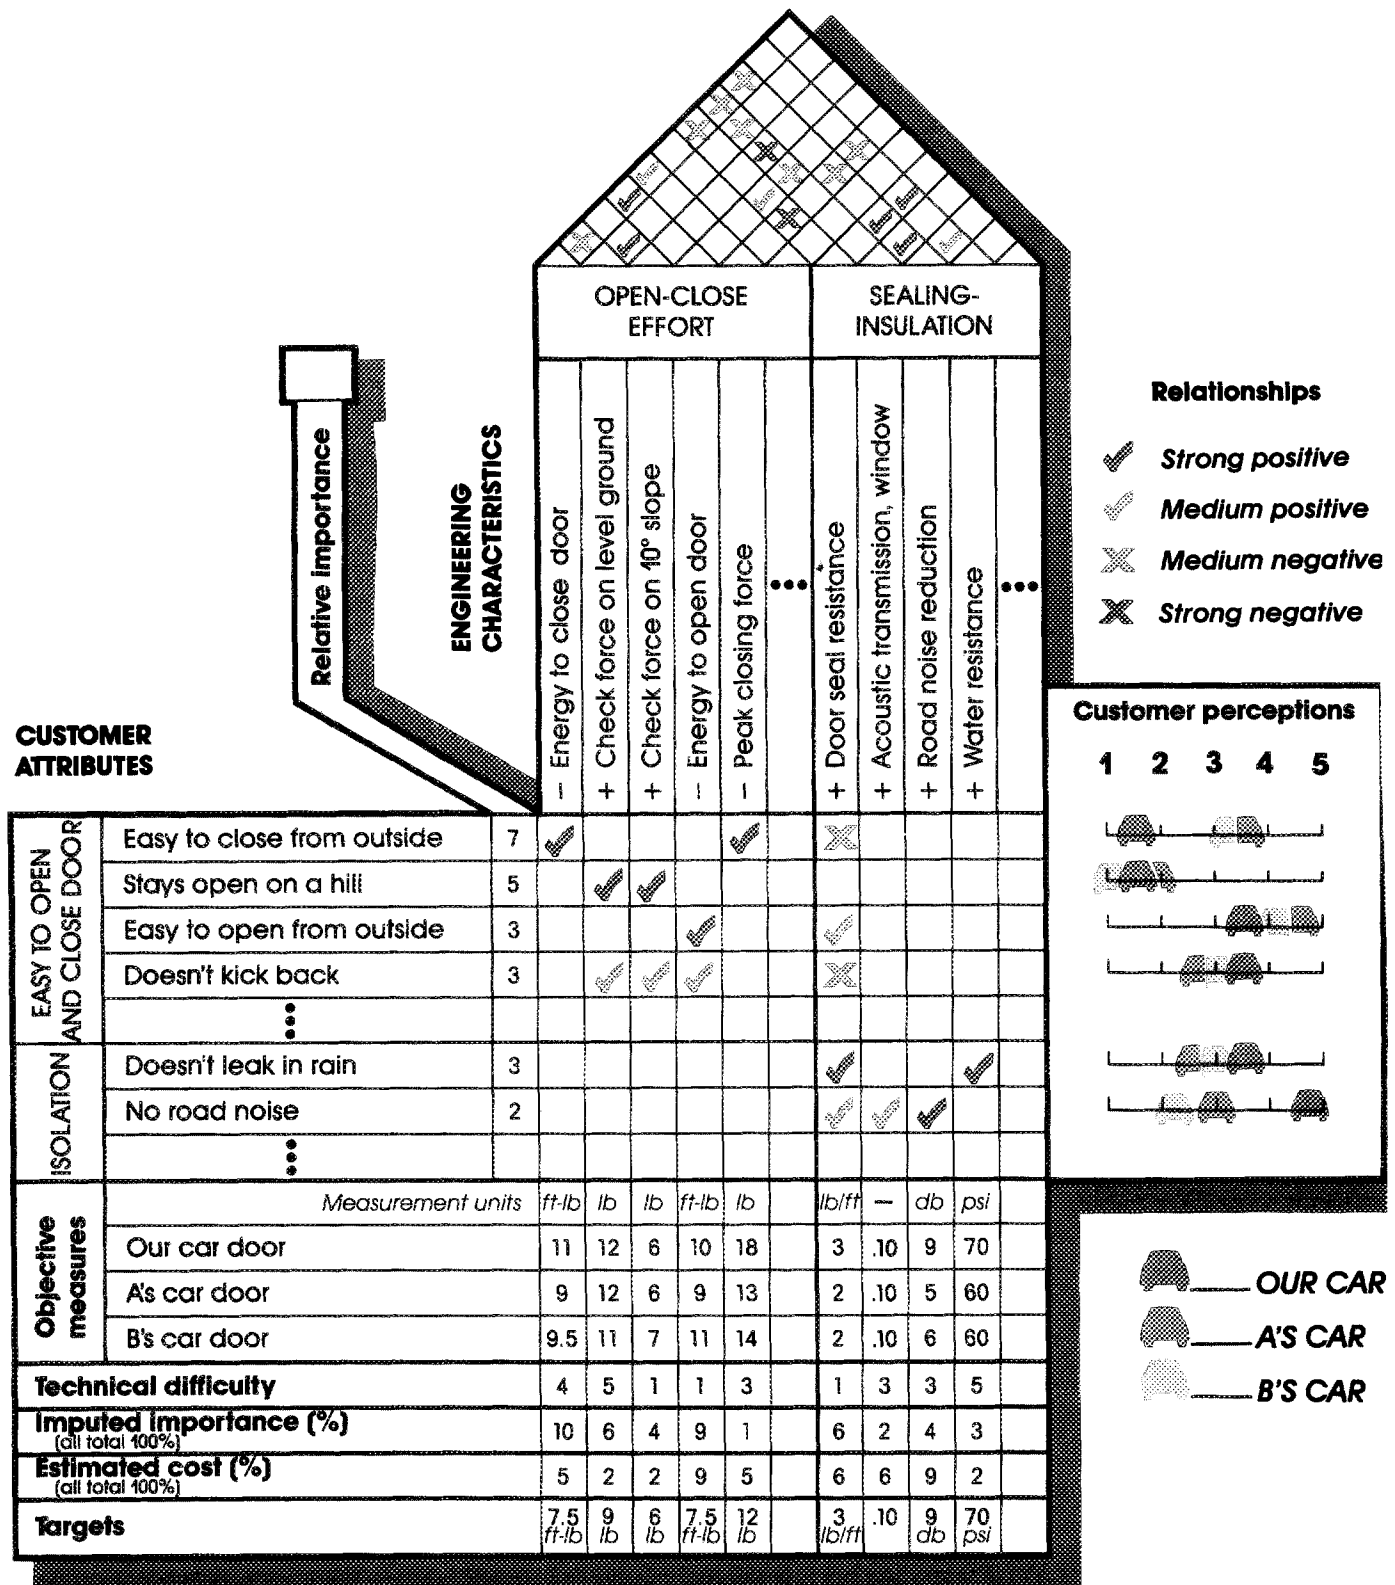 OPEN-CLOSE
EFFORT
SEALING-
INSULATION
Relationships
Strong positive
Medium positive
Medium negative
Strong negative
Relative importance
ENGINEERING
CHARACTERISTICS
– Energy to close door
+ Check force on level ground
+ Check force on 10° slope
– Energy to open door
– Peak closing force
•••
+ Door seal resistance
+ Acoustic transmission, window
+ Road noise reduction
+ Water resistance
•••
Customer perceptions
1 2 3 4 5
CUSTOMER
ATTRIBUTES
EASY TO OPEN
AND CLOSE DOOR
Easy to close from outside 7
Stays open on a hill 5
Easy to open from outside 3
Doesn't kick back 3
ISOLATION
Doesn't leak in rain 3
No road noise 2
Objective
measures
Measurement units ft-lb lb lb ft-lb lb lb/ft — db psi
Our car door 11 12 6 10 18 3 .10 9 70
A's car door 9 12 6 9 13 2 .10 5 60
B's car door 9.5 11 7 11 14 2 .10 6 60
Technical difficulty 4 5 1 1 3 1 3 3 5
Imputed importance (%) 10 6 4 9 1 6 2 4 3
(all total 100%)
Estimated cost (%) 5 2 2 9 5 6 6 9 2
(all total 100%)
Targets 7.5 9 6 7.5 12 3 .10 9 70
ft-lb lb lb ft-lb lb lb/ft db psi
OUR CAR
A'S CAR
B'S CAR